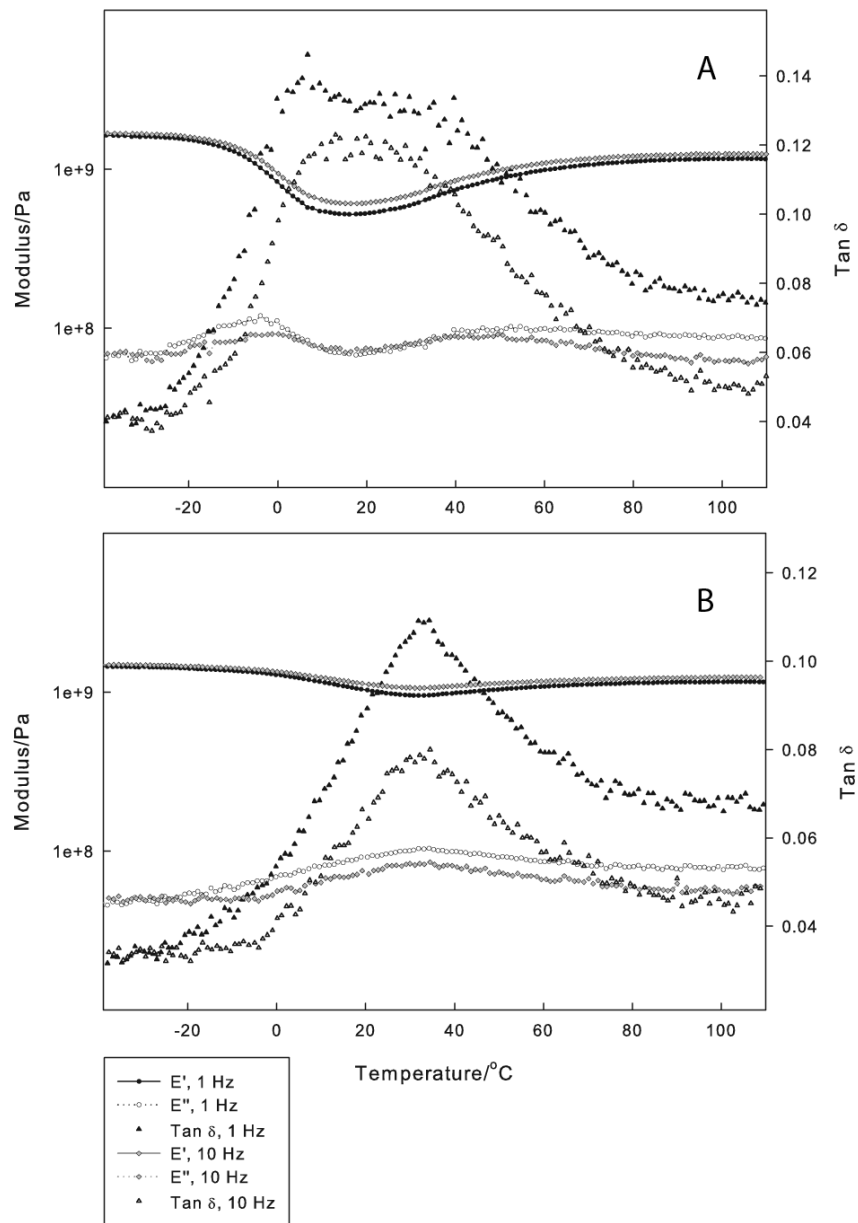 A
1e+9
1e+8
Modulus/Pa
0.14
0.12
0.10
0.08
0.06
0.04
Tan δ
-20 0 20 40 60 80 100
B
1e+9
1e+8
Modulus/Pa
0.12
0.10
0.08
0.06
0.04
Tan δ
-20 0 20 40 60 80 100
Temperature/°C
E', 1 Hz
E'', 1 Hz
Tan δ, 1 Hz
E', 10 Hz
E'', 10 Hz
Tan δ, 10 Hz